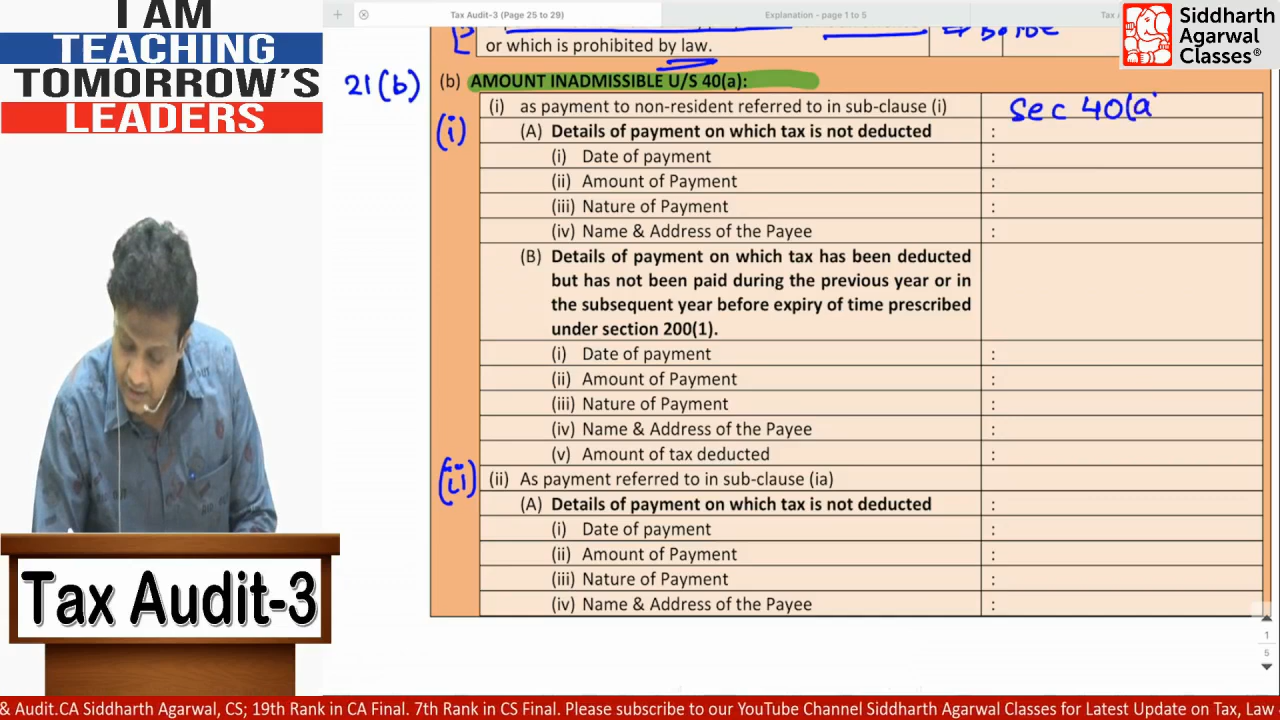 I AM
TEACHING
TOMORROW'S
LEADERS
Tax Audit-3 (Page 25 to 29)
Explanation - page 1 to 5
Siddharth
Agarwal
Classes®
or which is prohibited by law.
21(b)
(b) AMOUNT INADMISSIBLE U/S 40(a):
(i) as payment to non-resident referred to in sub-clause (i)
Sec 40(a
(i)
(A) Details of payment on which tax is not deducted :
(i) Date of payment :
(ii) Amount of Payment :
(iii) Nature of Payment :
(iv) Name & Address of the Payee :
(B) Details of payment on which tax has been deducted
but has not been paid during the previous year or in
the subsequent year before expiry of time prescribed
under section 200(1).
(i) Date of payment :
(ii) Amount of Payment :
(iii) Nature of Payment :
(iv) Name & Address of the Payee :
(v) Amount of tax deducted :
(ii)
(ii) As payment referred to in sub-clause (ia)
(A) Details of payment on which tax is not deducted :
(i) Date of payment :
(ii) Amount of Payment :
(iii) Nature of Payment :
(iv) Name & Address of the Payee :
1
5
Tax Audit-3
& Audit.CA Siddharth Agarwal, CS; 19th Rank in CA Final. 7th Rank in CS Final. Please subscribe to our YouTube Channel Siddharth Agarwal Classes for Latest Update on Tax, Law